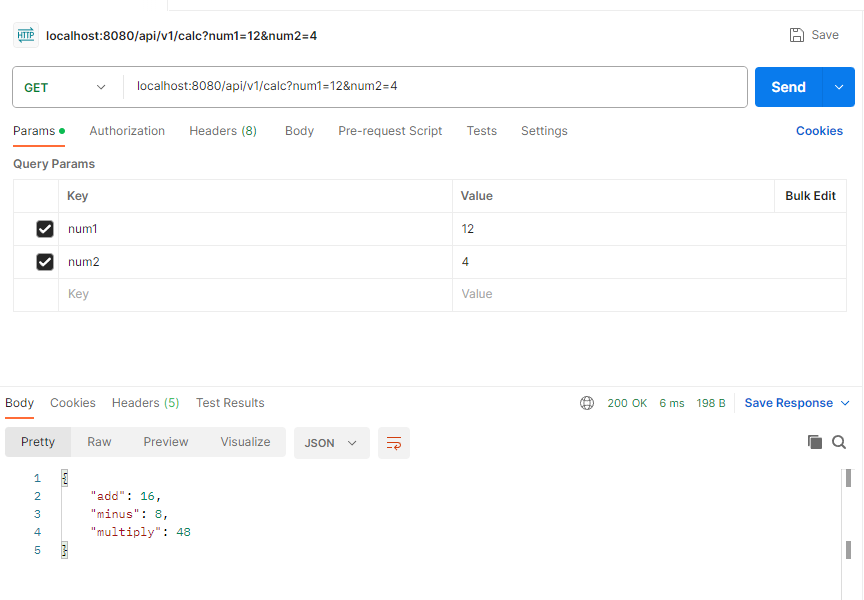 HTTP localhost:8080/api/v1/calc?num1=12&num2=4 Save
GET localhost:8080/api/v1/calc?num1=12&num2=4 Send
Params Authorization Headers (8) Body Pre-request Script Tests Settings Cookies
Query Params
Key Value Bulk Edit
num1 12
num2 4
Key Value
Body Cookies Headers (5) Test Results 200 OK 6 ms 198 B Save Response
Pretty Raw Preview Visualize JSON
1 {
2 "add": 16,
3 "minus": 8,
4 "multiply": 48
5 }